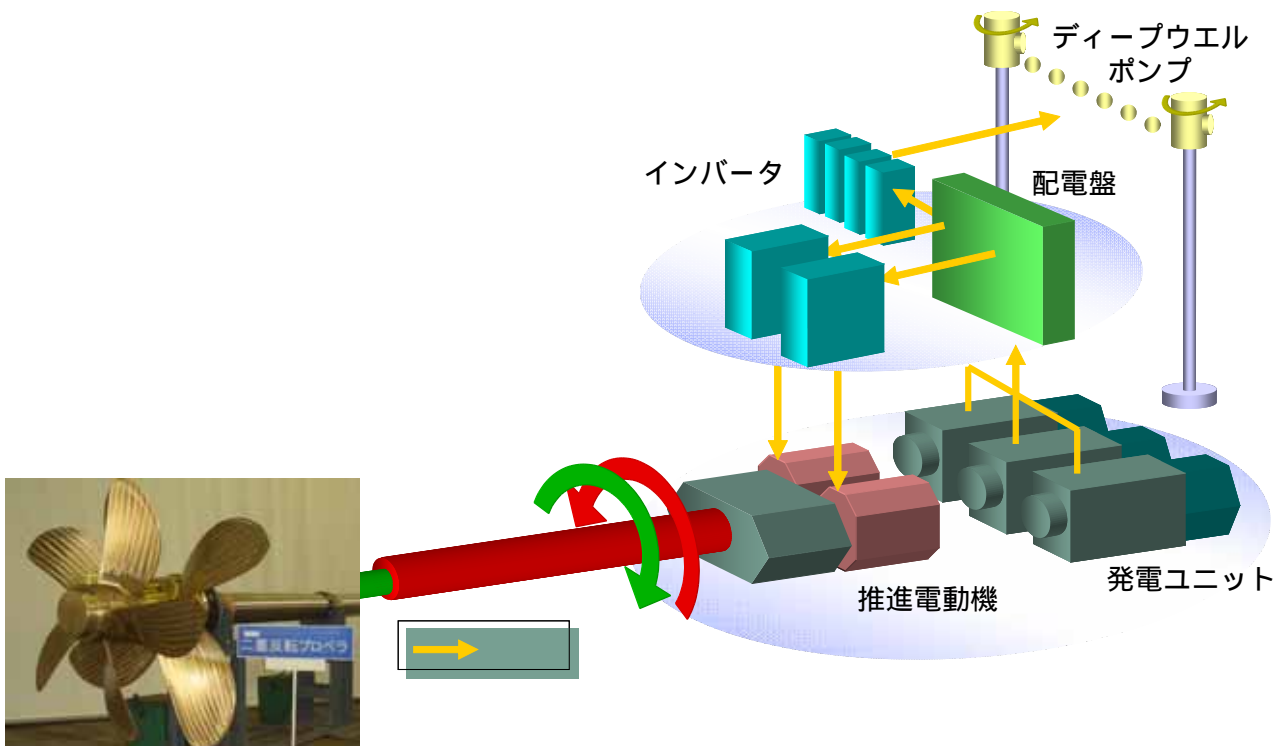 ディープウエル
ポンプ
インバータ
配電盤
推進電動機
発電ユニット
二重反転プロペラ